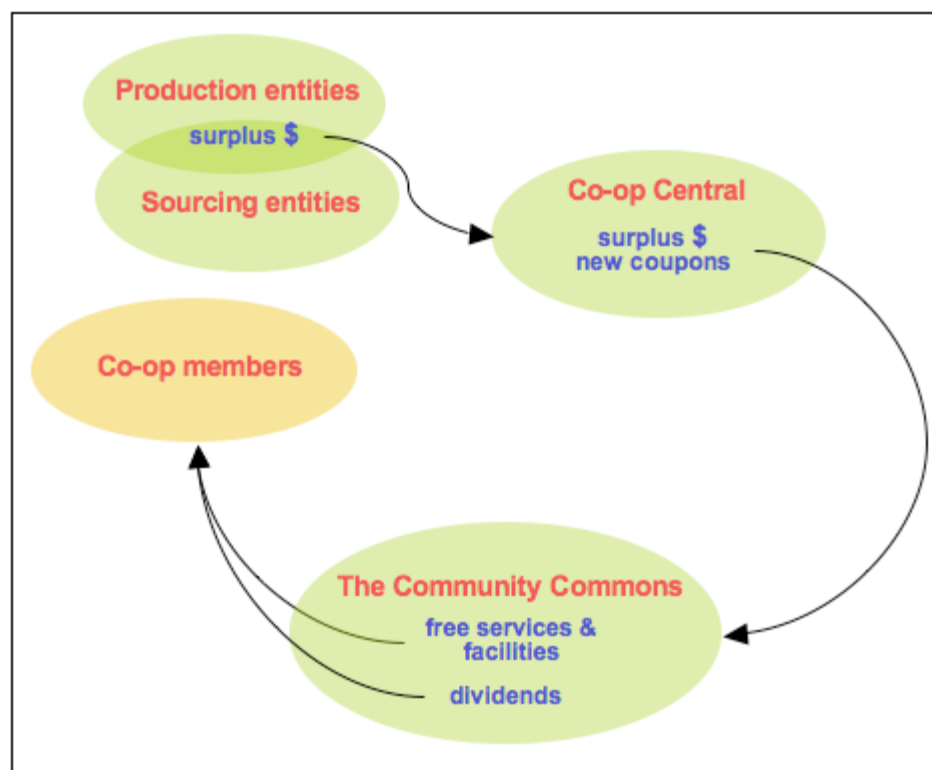 Production entities
surplus $
Sourcing entities
Co-op Central
surplus $
new coupons
Co-op members
The Community Commons
free services &
facilities
dividends